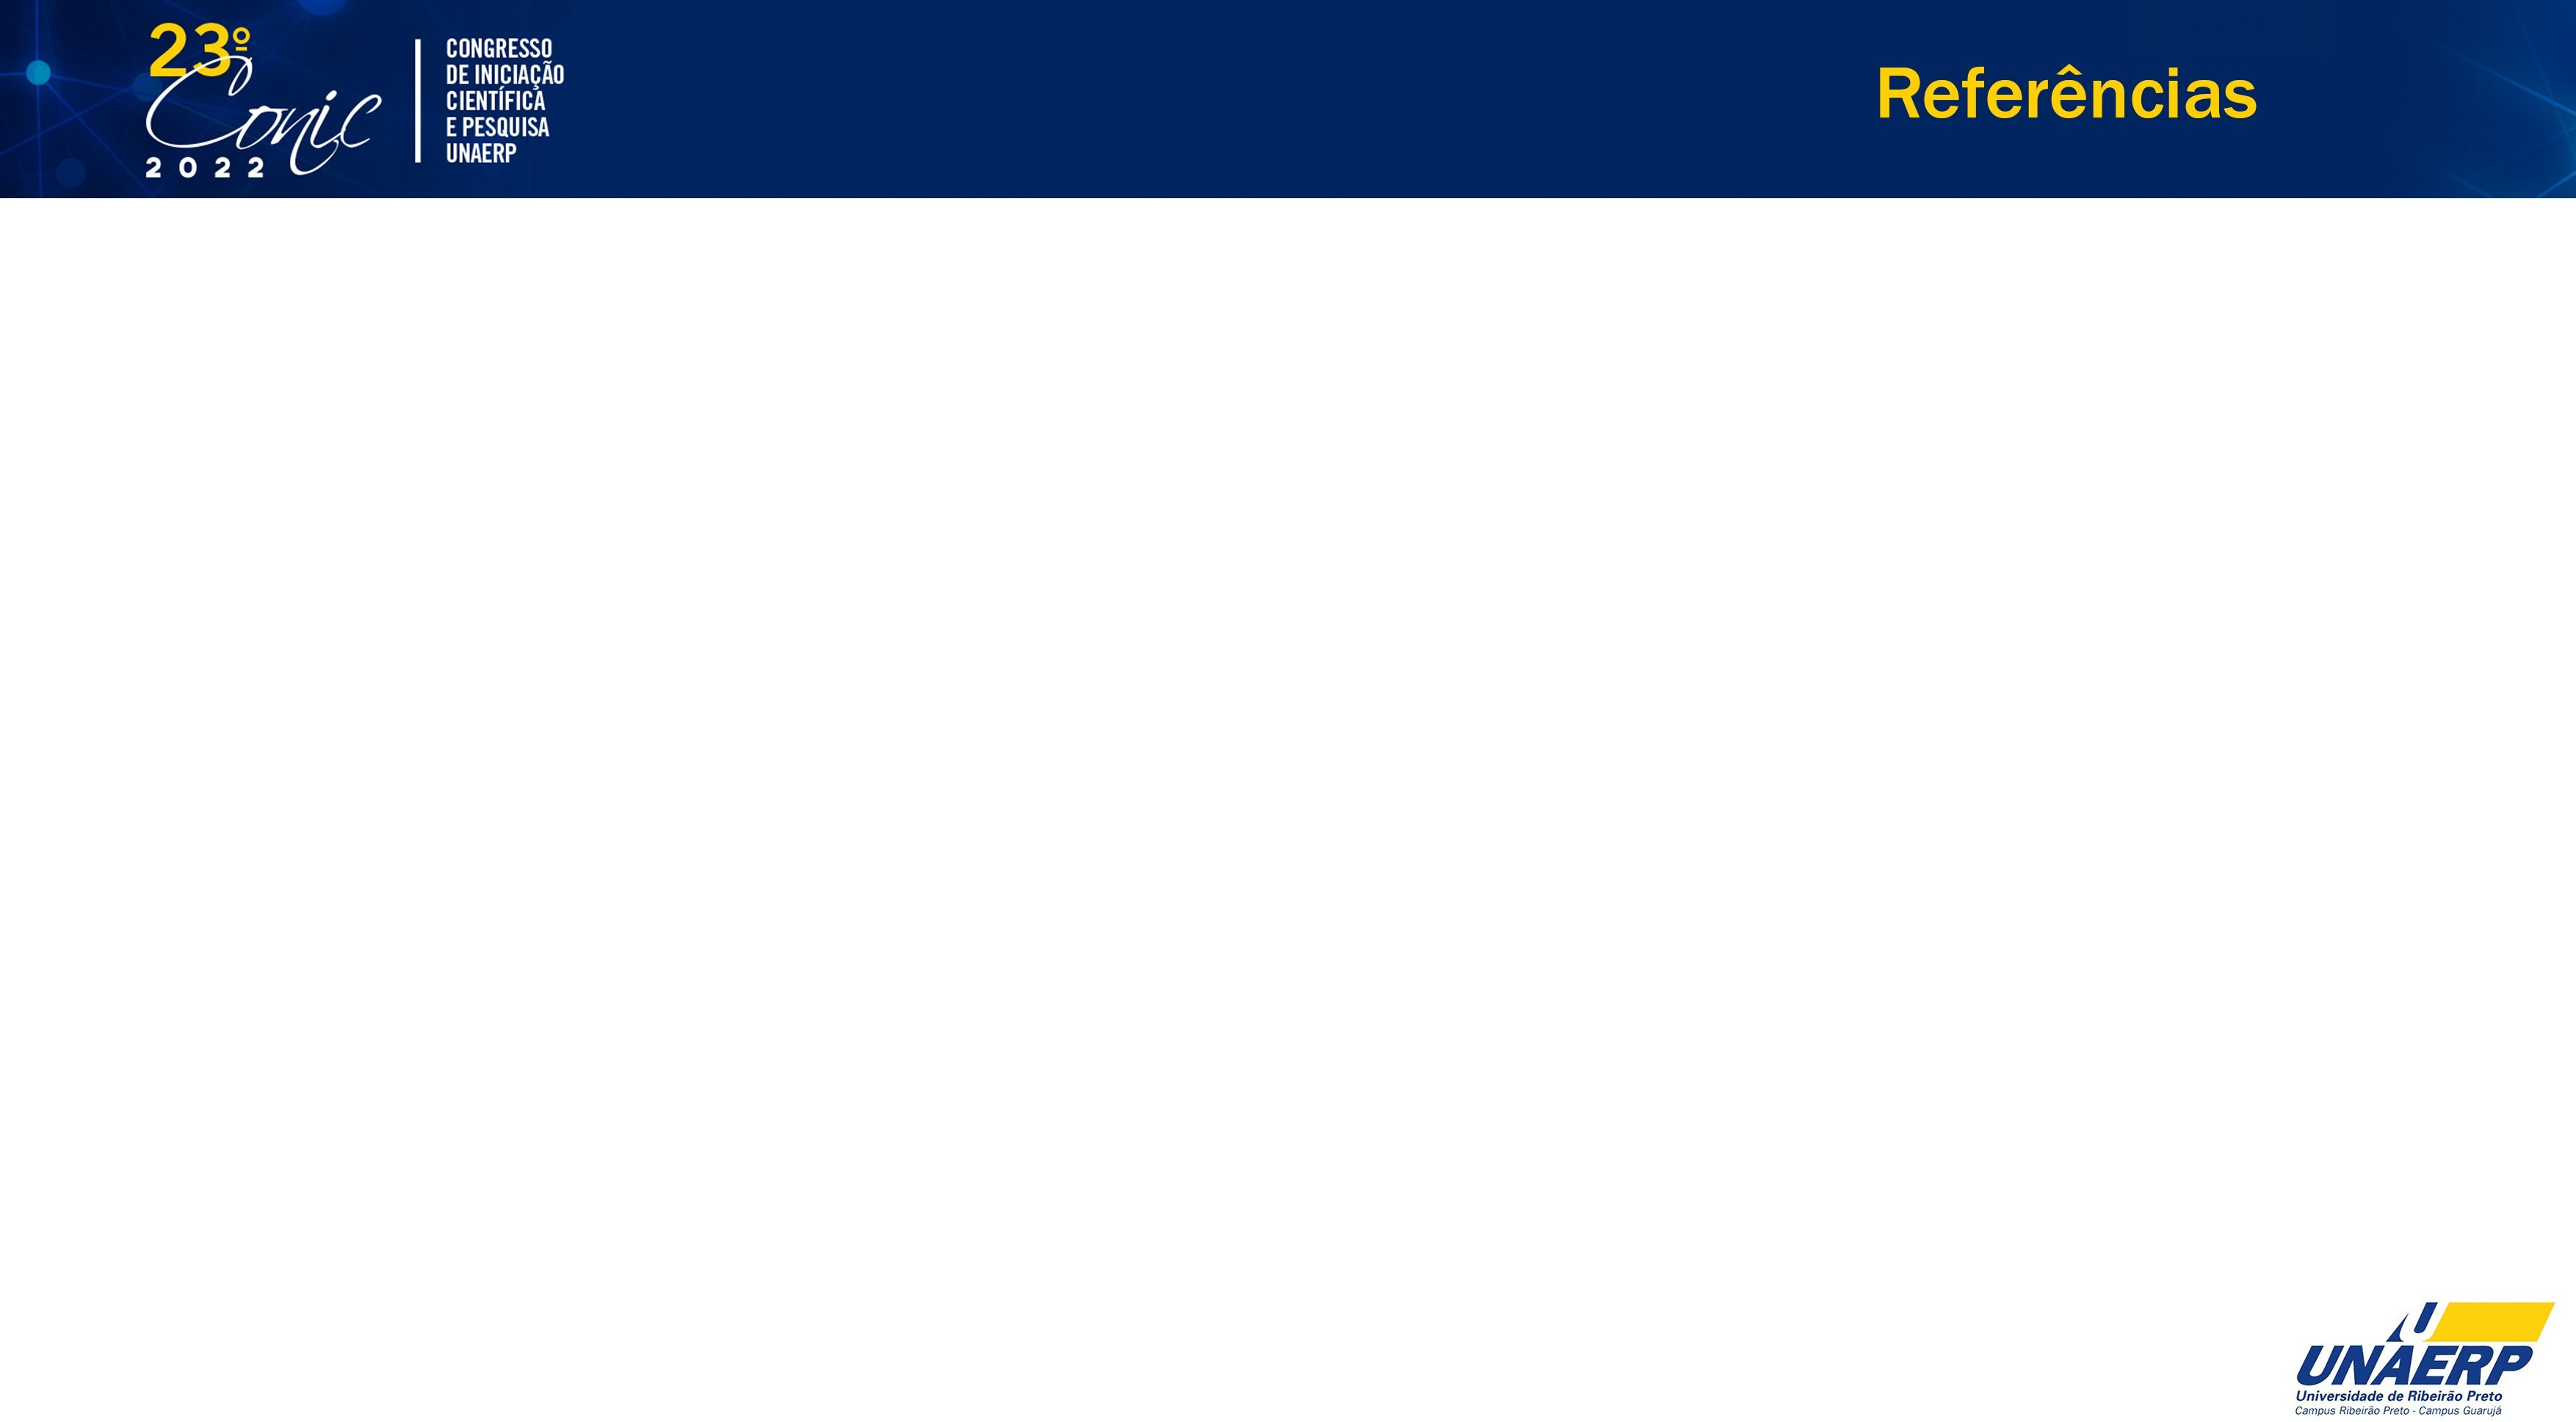 23º
Conic
2022
CONGRESSO
DE INICIAÇÃO
CIENTÍFICA
E PESQUISA
UNAERP
Referências
U
UNAERP
Universidade de Ribeirão Preto
Campus Ribeirão Preto - Campus Guarujá